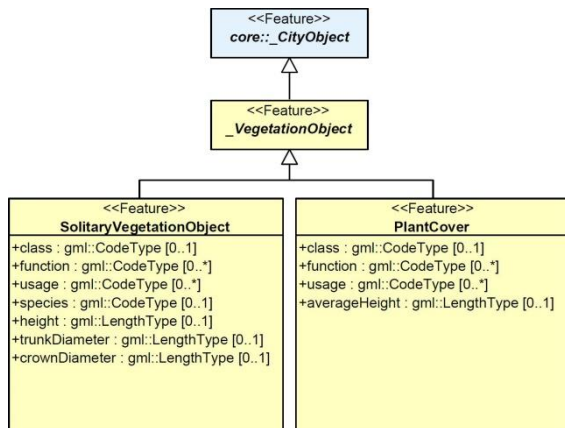 <<Feature>>
core::_CityObject
<<Feature>>
_VegetationObject
<<Feature>>
SolitaryVegetationObject
+class : gml::CodeType [0..1]
+function : gml::CodeType [0..*]
+usage : gml::CodeType [0..*]
+species : gml::CodeType [0..1]
+height : gml::LengthType [0..1]
+trunkDiameter : gml::LengthType [0..1]
+crownDiameter : gml::LengthType [0..1]
<<Feature>>
PlantCover
+class : gml::CodeType [0..1]
+function : gml::CodeType [0..*]
+usage : gml::CodeType [0..*]
+averageHeight : gml::LengthType [0..1]